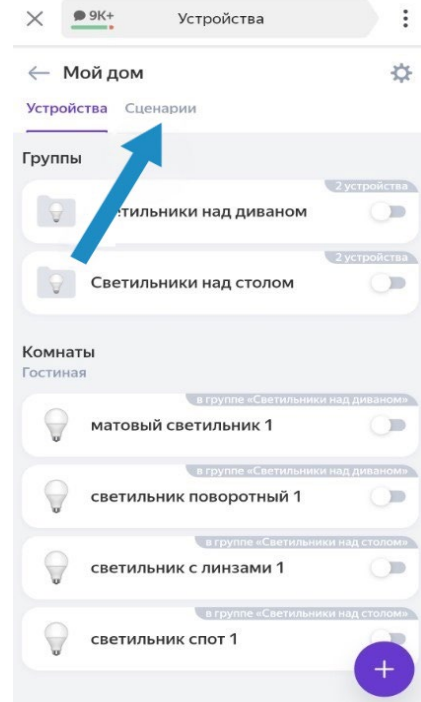 9К+
Устройства
Мой дом
Устройства Сценарии
Группы
2 устройства
тильники над диваном
2 устройства
Светильники над столом
Комнаты
Гостиная
в группе «Светильники над диваном»
матовый светильник 1
в группе «Светильники над диваном»
светильник поворотный 1
в группе «Светильники над столом»
светильник с линзами 1
в группе «Светильники над столом»
светильник спот 1